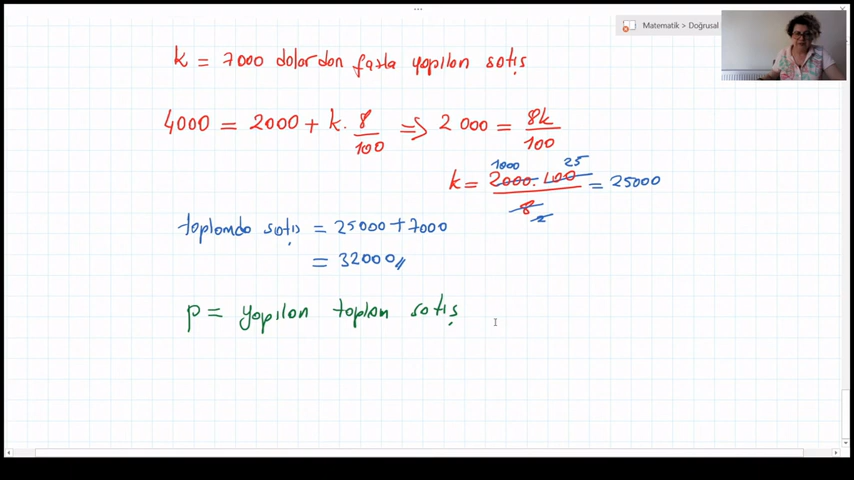 Matematik > Doğrusal
k = 7000 dolardan fazla yapılan satış
4000 = 2000 + k. 8/100 => 2000 = 8k/100
k = 2000.100/8 = 25000
1000 25
2
toplamda satış = 25000 + 7000
= 32000//
p = yapılan toplam satış